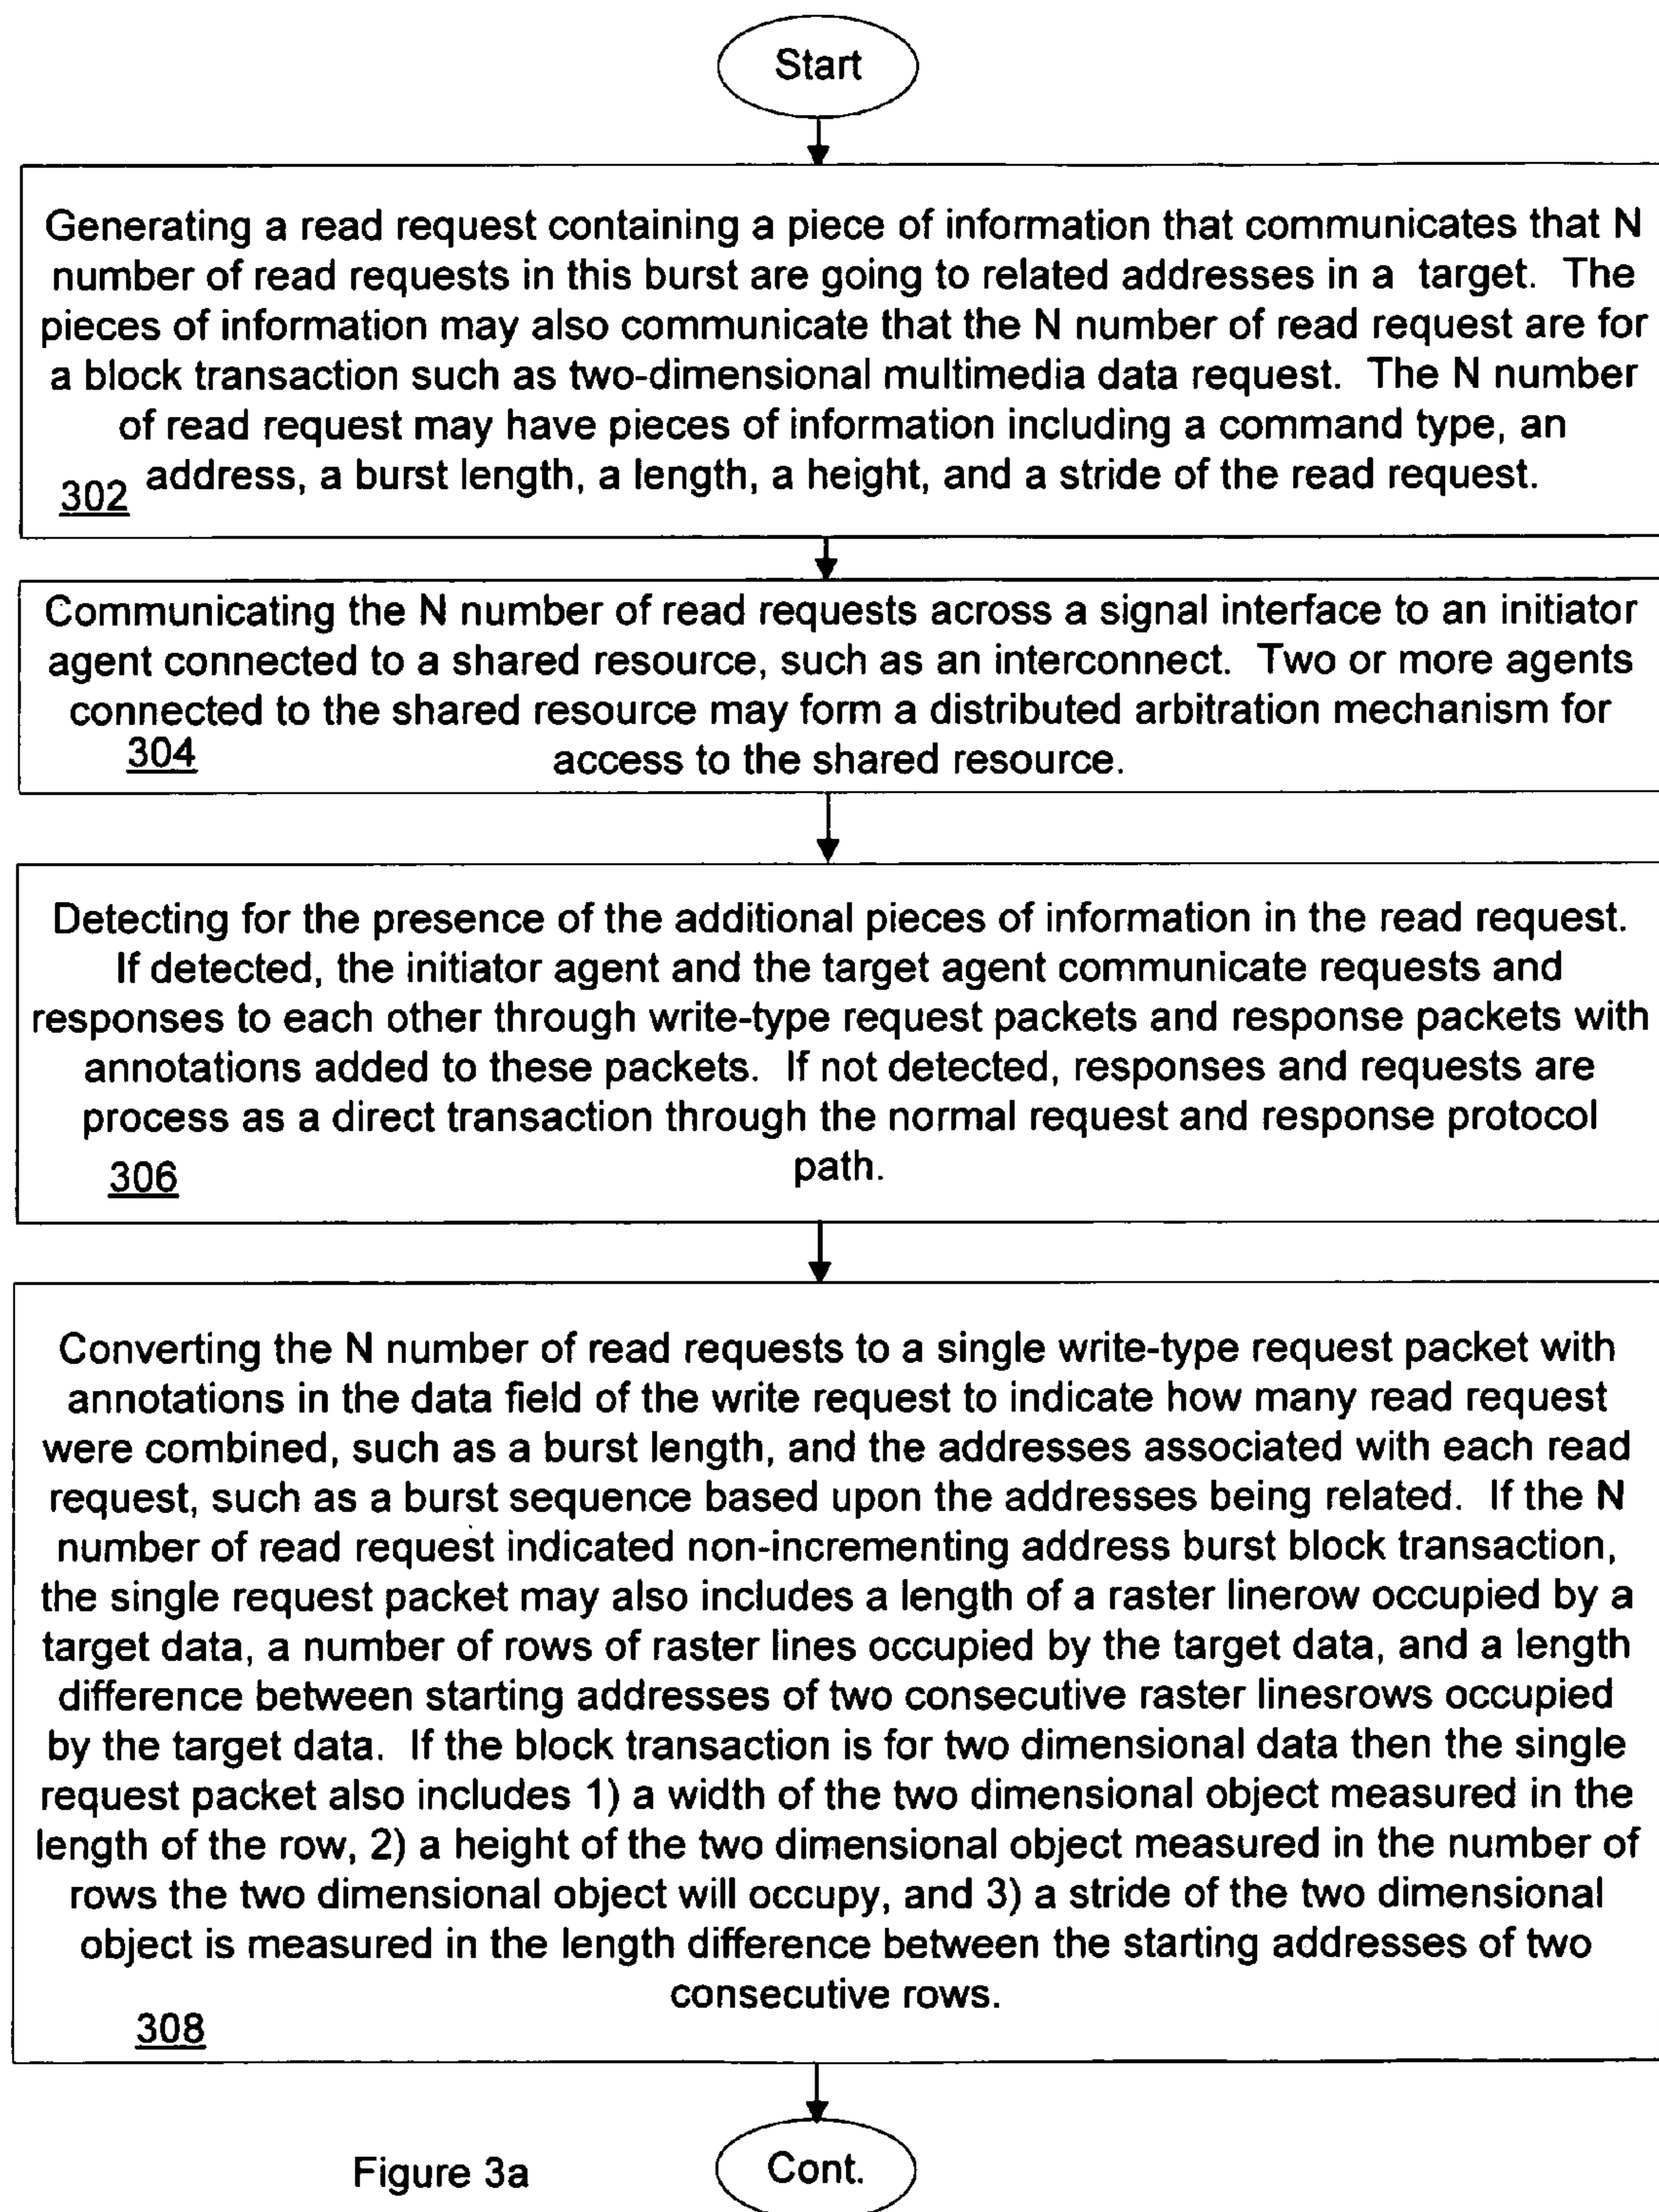 Start
Generating a read request containing a piece of information that communicates that N
number of read requests in this burst are going to related addresses in a target. The
pieces of information may also communicate that the N number of read request are for
a block transaction such as two-dimensional multimedia data request. The N number
of read request may have pieces of information including a command type, an
302 address, a burst length, a length, a height, and a stride of the read request.
Communicating the N number of read requests across a signal interface to an initiator
agent connected to a shared resource, such as an interconnect. Two or more agents
connected to the shared resource may form a distributed arbitration mechanism for
304 access to the shared resource.
Detecting for the presence of the additional pieces of information in the read request.
If detected, the initiator agent and the target agent communicate requests and
responses to each other through write-type request packets and response packets with
annotations added to these packets. If not detected, responses and requests are
process as a direct transaction through the normal request and response protocol
306 path.
Converting the N number of read requests to a single write-type request packet with
annotations in the data field of the write request to indicate how many read request
were combined, such as a burst length, and the addresses associated with each read
request, such as a burst sequence based upon the addresses being related. If the N
number of read request indicated non-incrementing address burst block transaction,
the single request packet may also includes a length of a raster linerow occupied by a
target data, a number of rows of raster lines occupied by the target data, and a length
difference between starting addresses of two consecutive raster linesrows occupied
by the target data. If the block transaction is for two dimensional data then the single
request packet also includes 1) a width of the two dimensional object measured in the
length of the row, 2) a height of the two dimensional object measured in the number of
rows the two dimensional object will occupy, and 3) a stride of the two dimensional
object is measured in the length difference between the starting addresses of two
consecutive rows.
308
Figure 3a
Cont.